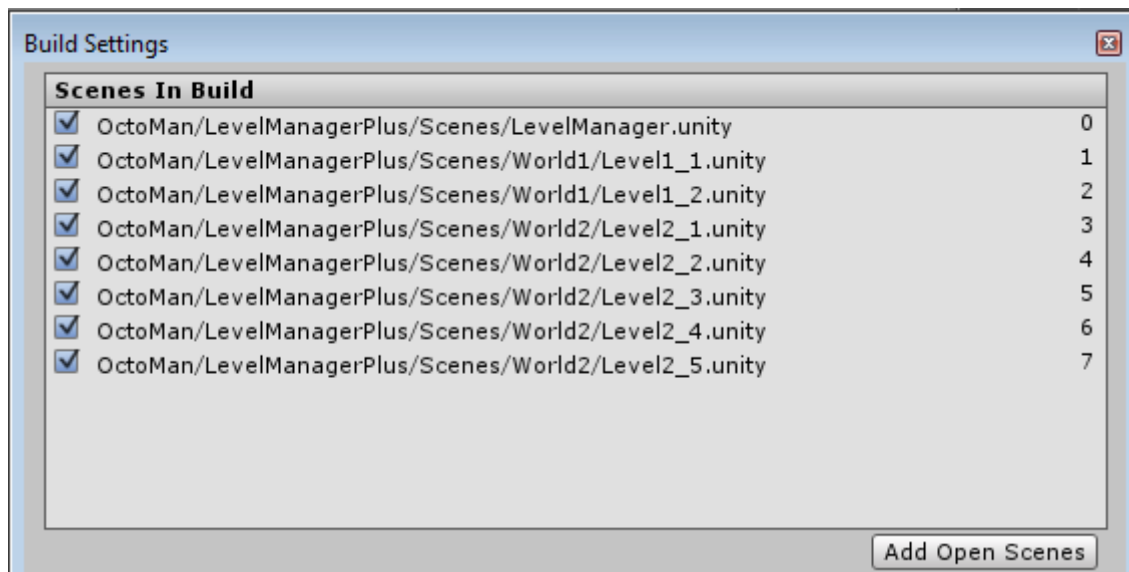 Build Settings
Scenes In Build
OctoMan/LevelManagerPlus/Scenes/LevelManager.unity 0
OctoMan/LevelManagerPlus/Scenes/World1/Level1_1.unity 1
OctoMan/LevelManagerPlus/Scenes/World1/Level1_2.unity 2
OctoMan/LevelManagerPlus/Scenes/World2/Level2_1.unity 3
OctoMan/LevelManagerPlus/Scenes/World2/Level2_2.unity 4
OctoMan/LevelManagerPlus/Scenes/World2/Level2_3.unity 5
OctoMan/LevelManagerPlus/Scenes/World2/Level2_4.unity 6
OctoMan/LevelManagerPlus/Scenes/World2/Level2_5.unity 7
Add Open Scenes